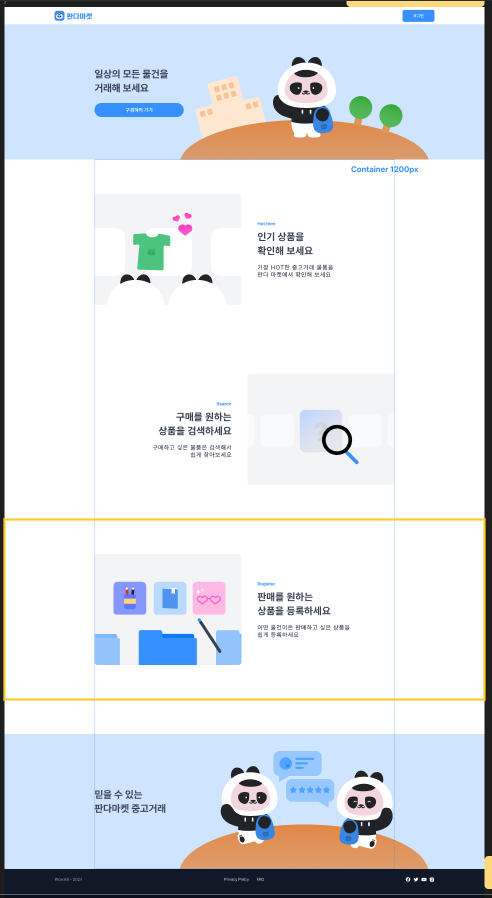 판다마켓
로그인
일상의 모든 물건을
거래해 보세요
구경하러 가기
Container 1200px
Hot item
인기 상품을
확인해 보세요
가장 HOT한 중고거래 물품을
판다 마켓에서 확인해 보세요
Search
구매를 원하는
상품을 검색하세요
구매하고 싶은 물품은 검색해서
쉽게 찾아보세요
Register
판매를 원하는
상품을 등록하세요
어떤 물건이든 판매하고 싶은 상품을
쉽게 등록하세요
믿을 수 있는
판다마켓 중고거래
©codeit - 2024
Privacy Policy FAQ